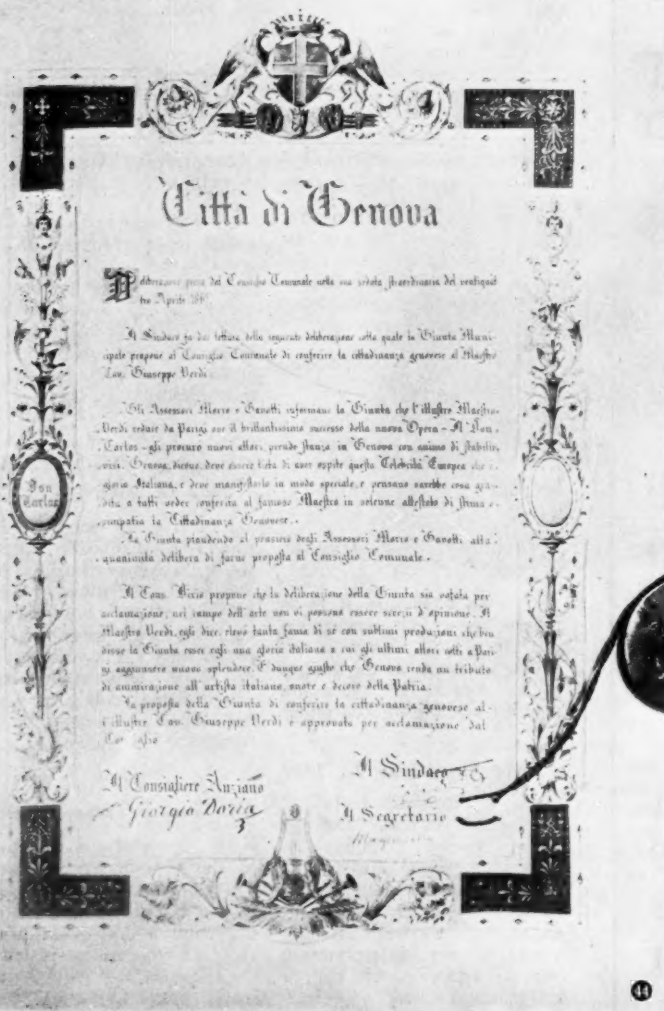 Città di Genova
Deliberazione presa dal Consiglio Comunale nella sua seduta straordinaria del ventiquat
tro Aprile 1867
Il Sindaco fa dar lettura della seguente deliberazione colla quale la Giunta Muni-
cipale propone al Consiglio Comunale di conferire la cittadinanza genovese al Maestro
Cav. Giuseppe Verdi.
Gli Assessori Morro e Gavotti informano la Giunta che l'illustre Maestro
Verdi reduce da Parigi ove il brillantissimo successo della nuova Opera - Il Don
Carlos - gli procurò nuovi allori, prende stanza in Genova con animo di stabilir
visi. Genova, dicono, deve essere lieta di aver ospite questa Celebrità Europea che è
gloria Italiana, e deve manifestarlo in modo speciale, e pensano sarebbe cosa gra-
dita a tutti veder conferita al famoso Maestro in solenne attestato di stima e
simpatia la Cittadinanza Genovese.
La Giunta plaudendo al pensiero degli Assessori Morro e Gavotti alla
quanimità delibera di farne proposta al Consiglio Comunale.
Il Cons. Bixio propone che la deliberazione della Giunta sia votata per
acclamazione, nel campo dell'arte non vi possono essere screzii d'opinione. Il
Maestro Verdi, egli dice, elevò tanta fama di sè con sublimi produzioni che ben
disse la Giunta esser egli una gloria italiana a cui gli ultimi allori colti a Pari
gi aggiunsero nuovo splendore. È dunque giusto che Genova renda un tributo
di ammirazione all'artista italiano, onore e decoro della Patria.
La proposta della Giunta di conferire la cittadinanza genovese al-
l'illustre Cav. Giuseppe Verdi è approvata per acclamazione dal
Consiglio
Don
Carlos
Il Consigliere Anziano
Giorgio Doria
Il Sindaco
Il Segretario
44